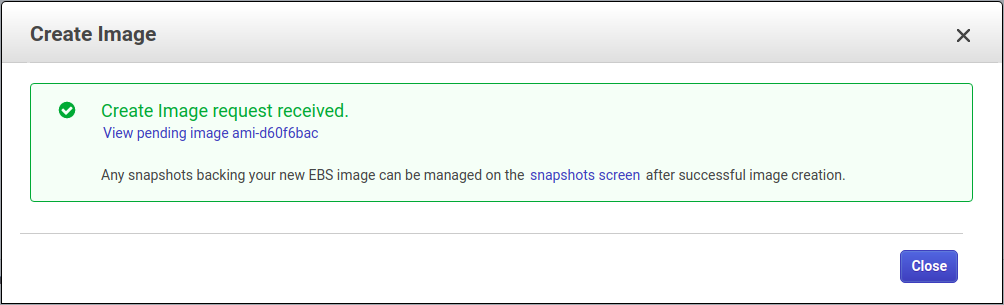 Create Image
Create Image request received.
View pending image ami-d60f6bac
Any snapshots backing your new EBS image can be managed on the snapshots screen after successful image creation.
Close